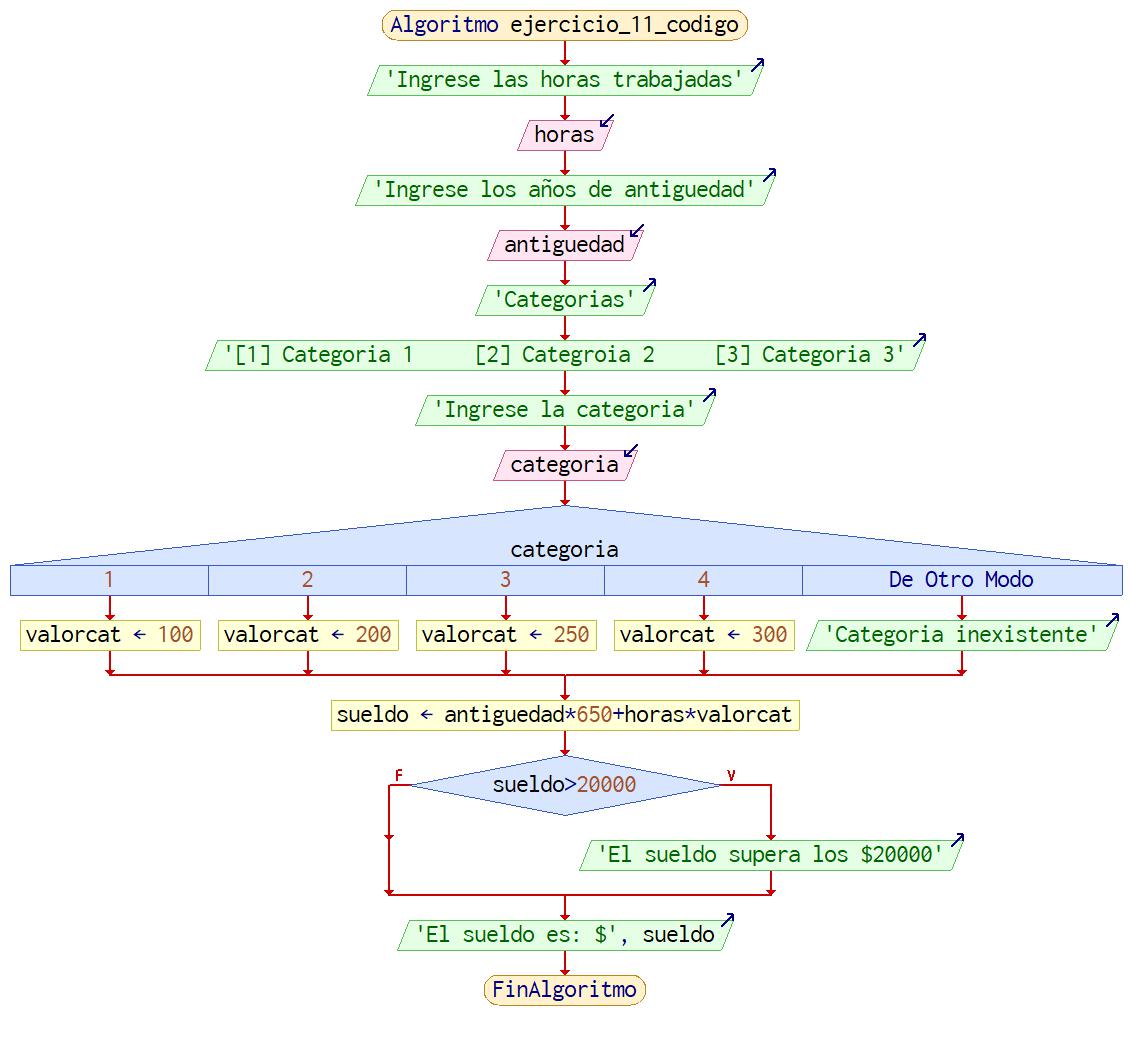 Algoritmo ejercicio_11_codigo
'Ingrese las horas trabajadas'
horas
'Ingrese los años de antiguedad'
antiguedad
'Categorias'
'[1] Categoria 1     [2] Categroia 2     [3] Categoria 3'
'Ingrese la categoria'
categoria
categoria
1 2 3 4 De Otro Modo
valorcat ← 100 valorcat ← 200 valorcat ← 250 valorcat ← 300 'Categoria inexistente'
sueldo ← antiguedad*650+horas*valorcat
F sueldo>20000 V
'El sueldo supera los $20000'
'El sueldo es: $', sueldo
FinAlgoritmo